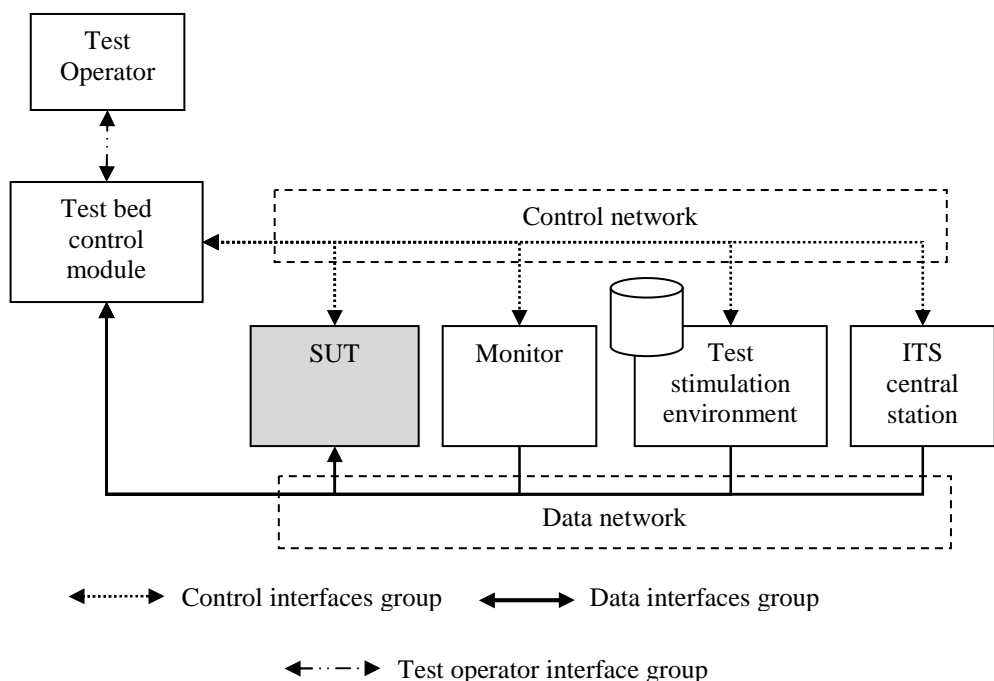 Test
Operator
Test bed
control
module
Control network
SUT
Monitor
Test
stimulation
environment
ITS
central
station
Data network
Control interfaces group
Data interfaces group
Test operator interface group